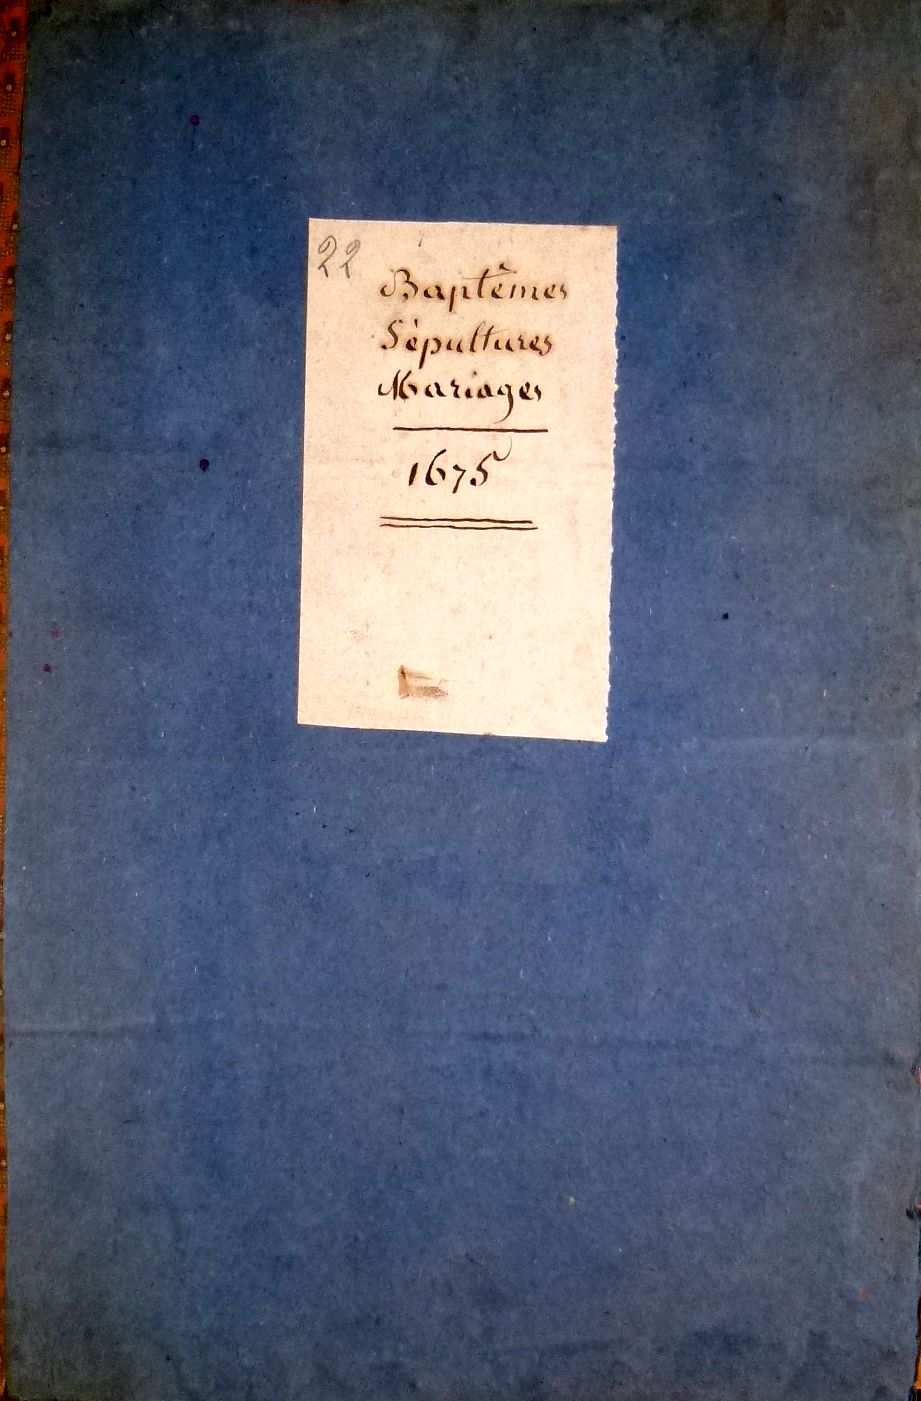 22
Baptêmes
Sépultures
Mariages
1675